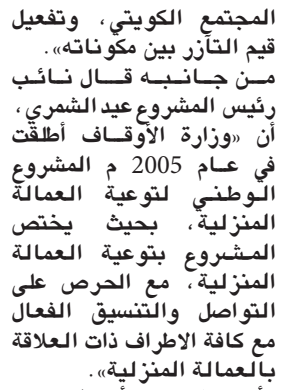 المجتمع الكويتي، وتفعيل
قيم التآزر بين مكوناته».
من جانبه قال نائب
رئيس المشروع عيد الشمري،
أن «وزارة الأوقاف أطلقت
في عام 2005 م المشروع
الوطني لتوعية العمالة
المنزلية، بحيث يختص
المشروع بتوعية العمالة
المنزلية، مع الحرص على
التواصل والتنسيق الفعال
مع كافة الاطراف ذات العلاقة
بالعمالة المنزلية».